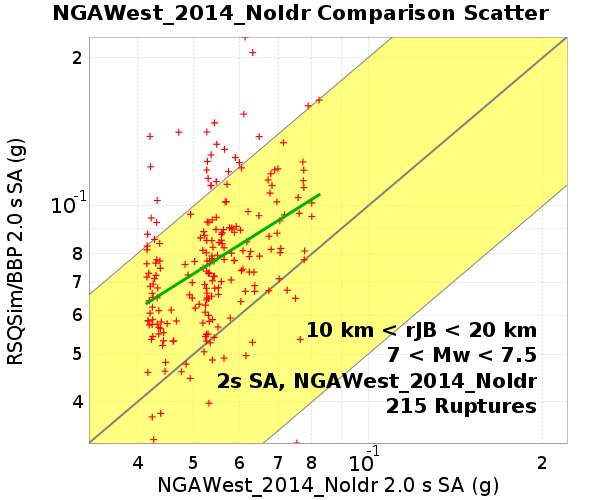 NGAWest_2014_NoIdr Comparison Scatter
RSQSim/BBP 2.0 s SA (g)
2
10-1
8
7
6
5
4
10 km < rJB < 20 km
7 < Mw < 7.5
2s SA, NGAWest_2014_NoIdr
215 Ruptures
4 5 6 7 8 10-1 2
NGAWest_2014_NoIdr 2.0 s SA (g)